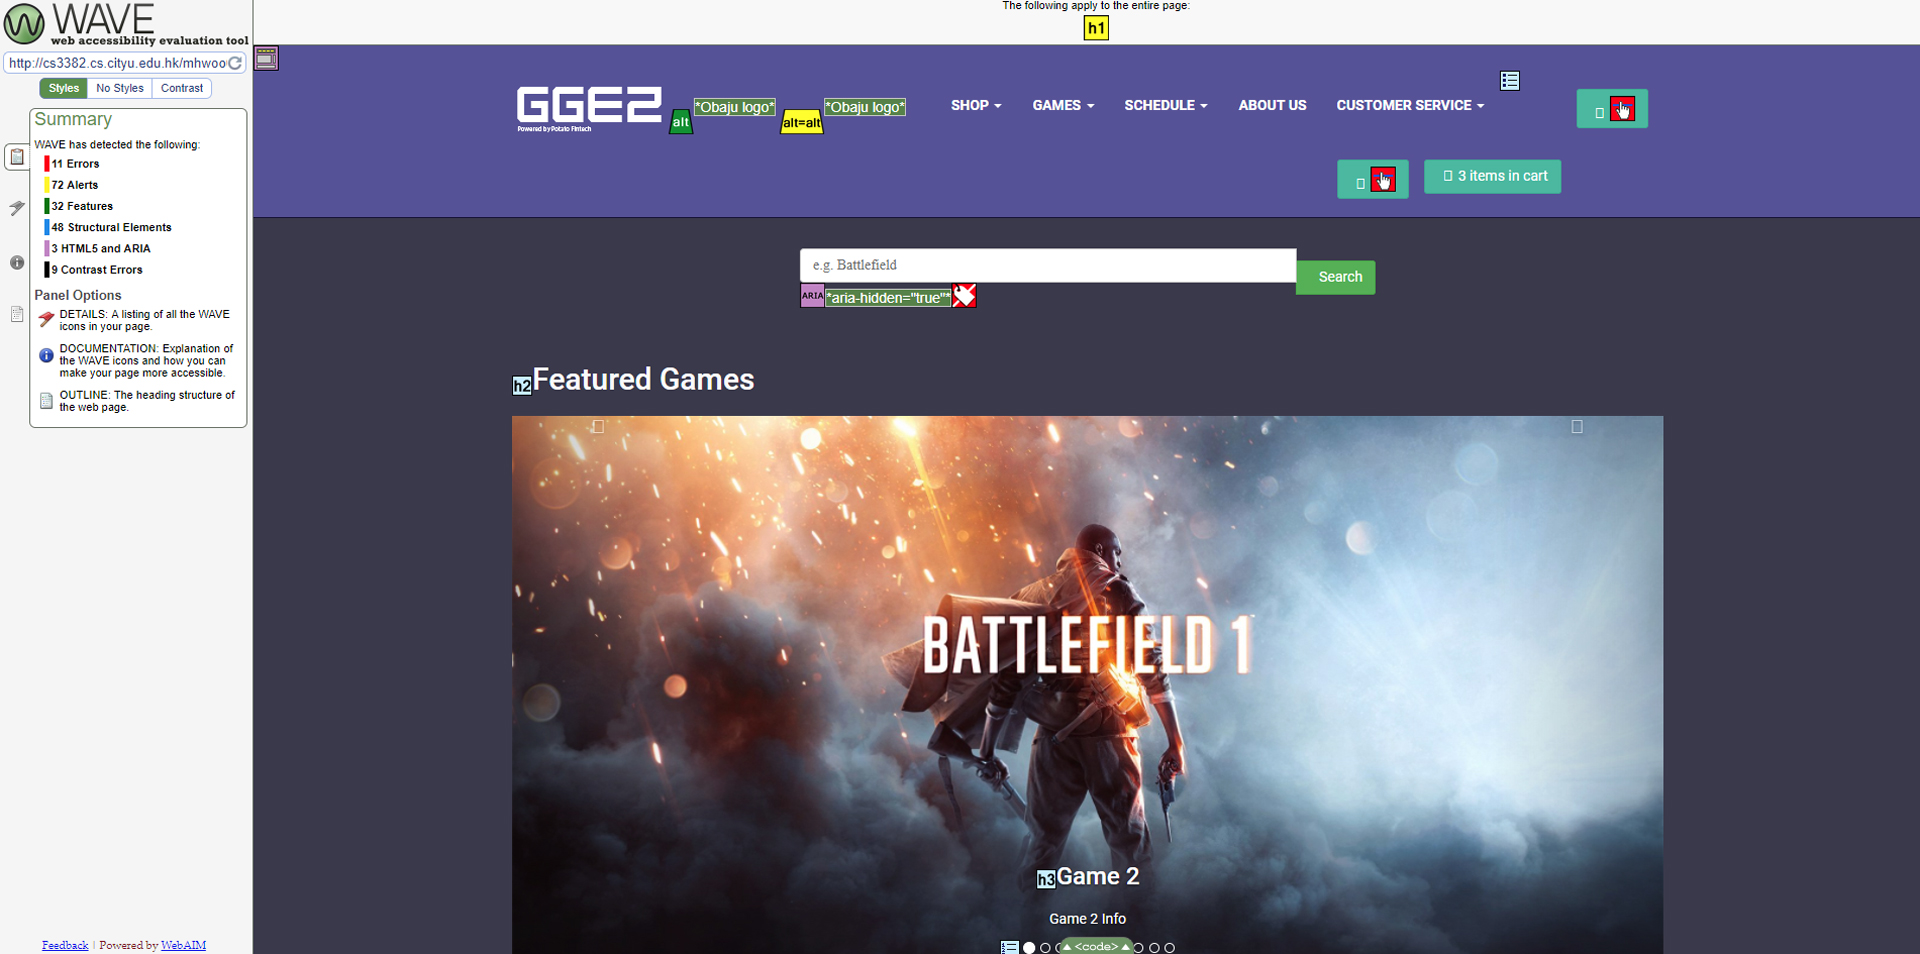 WAVE
web accessibility evaluation tool
http://cs3382.cs.cityu.edu.hk/mhwoo
Styles
No Styles
Contrast
Summary
WAVE has detected the following:
11 Errors
72 Alerts
32 Features
48 Structural Elements
3 HTML5 and ARIA
9 Contrast Errors
Panel Options
DETAILS: A listing of all the WAVE
icons in your page.
DOCUMENTATION: Explanation of
the WAVE icons and how you can
make your page more accessible.
OUTLINE: The heading structure of
the web page.
Feedback | Powered by WebAIM
The following apply to the entire page:
h1
GGE2
Powered by Potato Fintech
alt
*Obaju logo*
alt=alt
*Obaju logo*
SHOP
GAMES
SCHEDULE
ABOUT US
CUSTOMER SERVICE
3 items in cart
e.g. Battlefield
Search
ARIA
*aria-hidden="true"*
h2
Featured Games
BATTLEFIELD 1
h3
Game 2
Game 2 Info
<code>